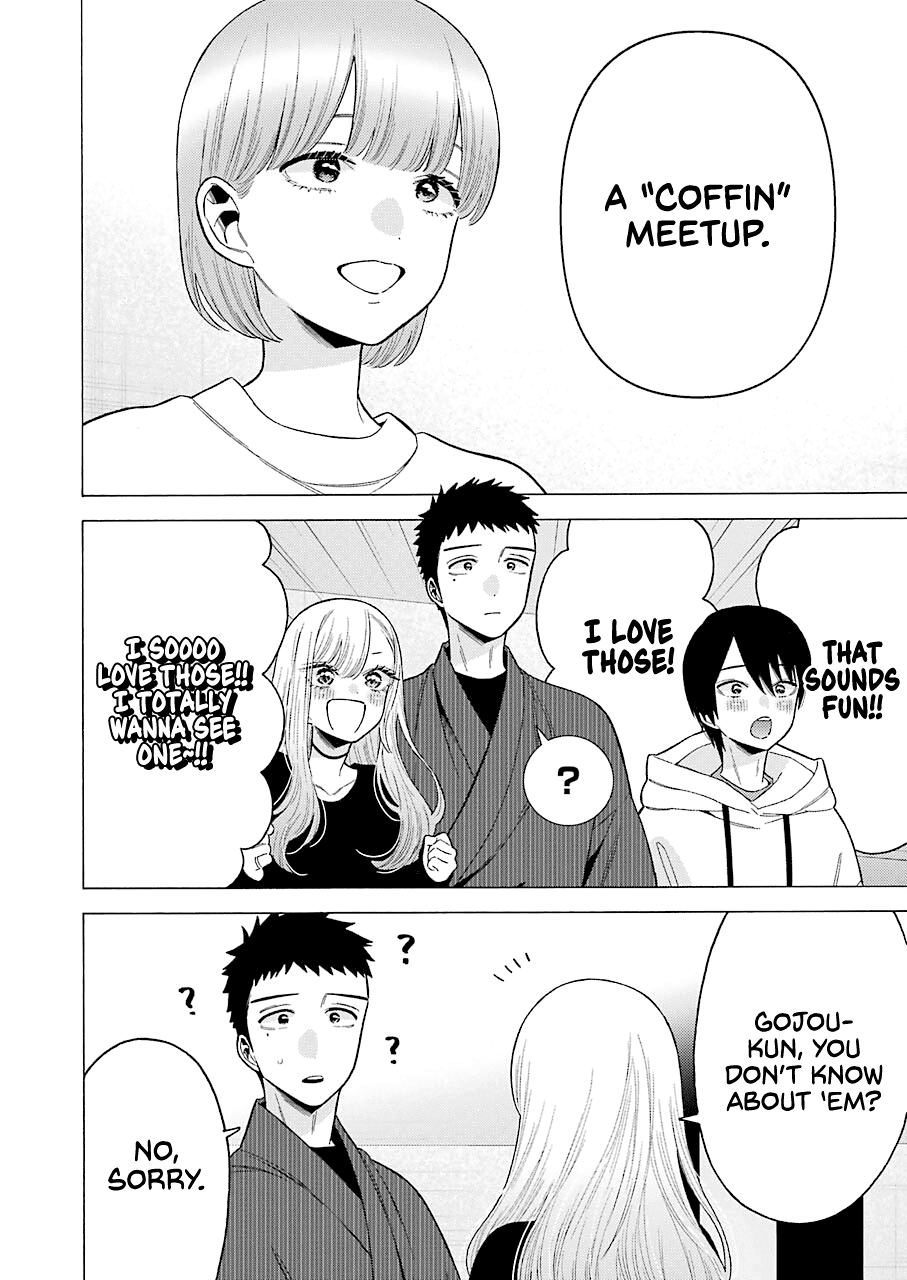 A "COFFIN"
MEETUP.
THAT
SOUNDS
FUN!!
I LOVE
THOSE!
?
I SOOOO
LOVE THOSE!!
I TOTALLY
WANNA SEE
ONE~!!
GOJOU-
KUN, YOU
DON'T KNOW
ABOUT 'EM?
?
?
?
NO,
SORRY.